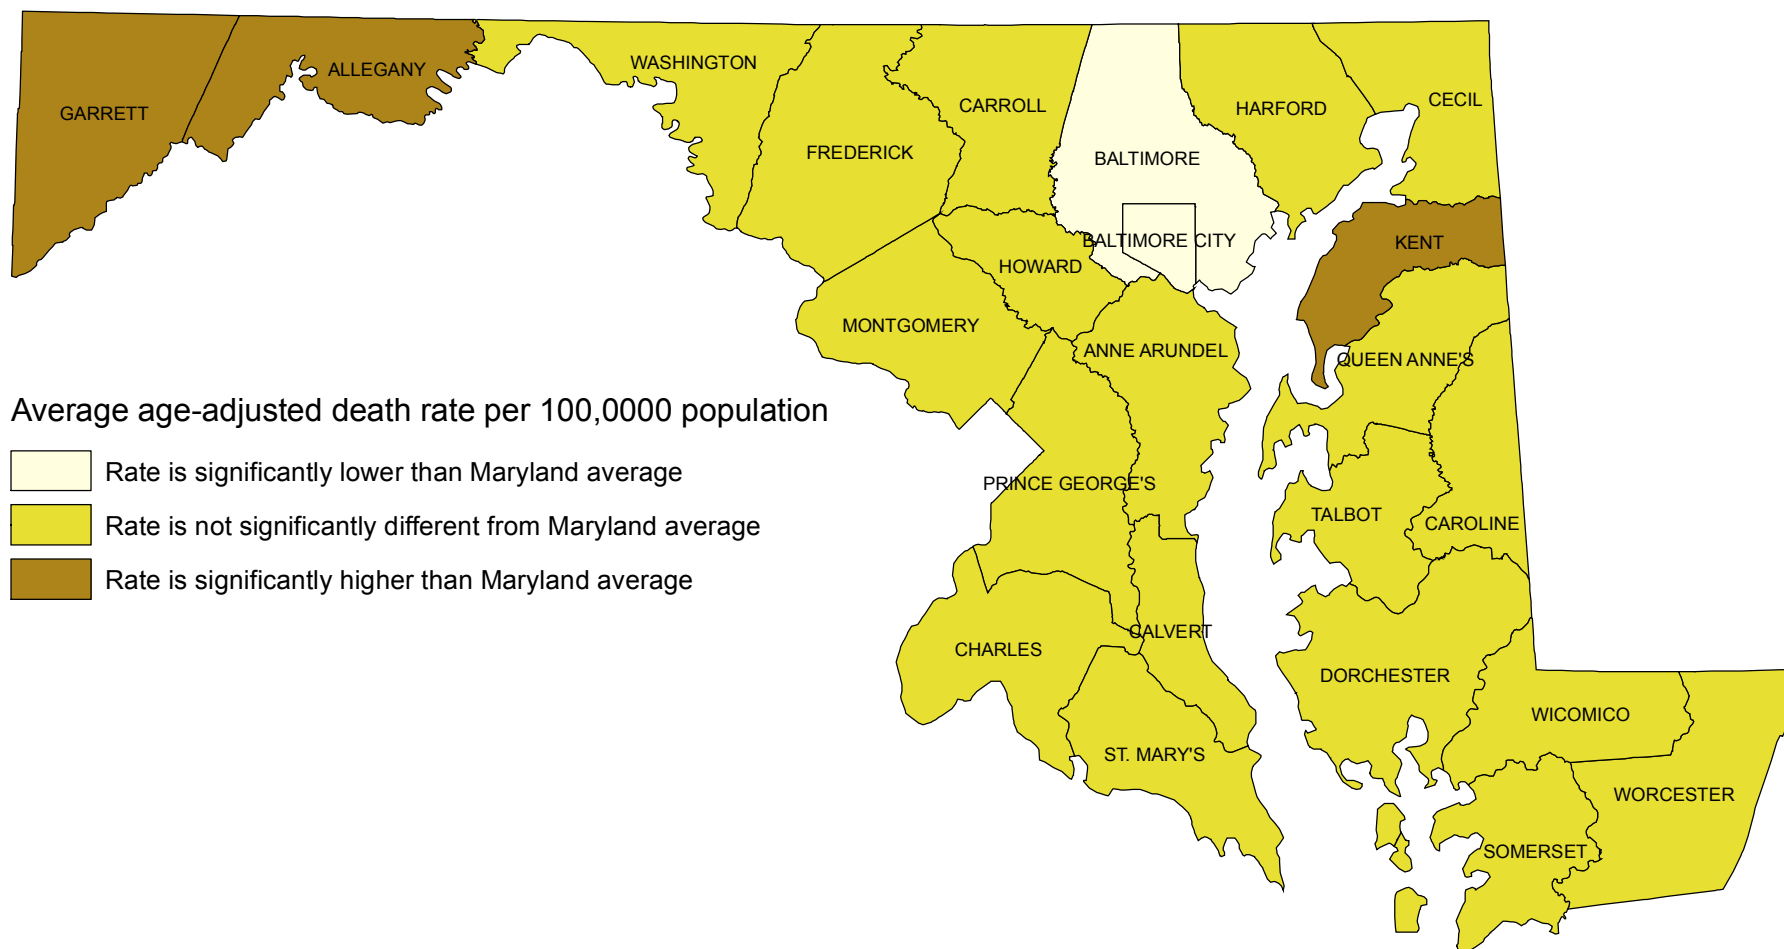 WASHINGTON
ALLEGANY
GARRETT
CARROLL
HARFORD
CECIL
FREDERICK
BALTIMORE
BALTIMORE CITY
KENT
HOWARD
MONTGOMERY
ANNE ARUNDEL
QUEEN ANNE'S
Average age-adjusted death rate per 100,0000 population
Rate is significantly lower than Maryland average
Rate is not significantly different from Maryland average
Rate is significantly higher than Maryland average
PRINCE GEORGE'S
TALBOT
CAROLINE
CALVERT
CHARLES
DORCHESTER
WICOMICO
ST. MARY'S
WORCESTER
SOMERSET